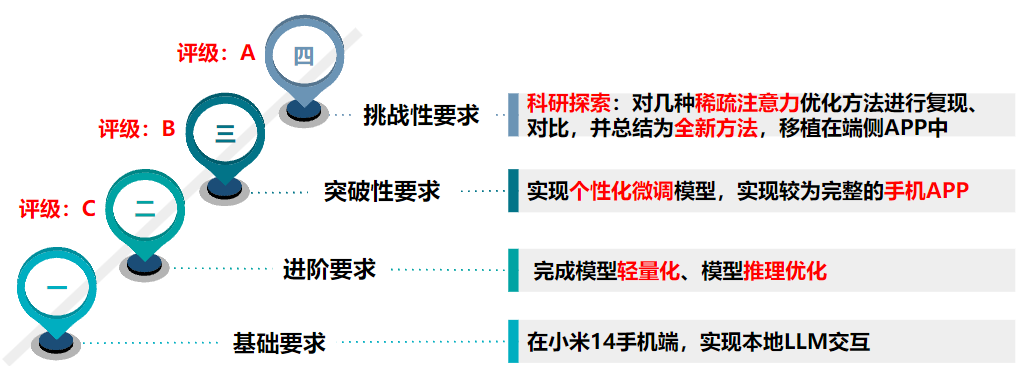 四
评级：A
挑战性要求
科研探索：对几种稀疏注意力优化方法进行复现、
对比，并总结为全新方法，移植在端侧APP中
三
评级：B
突破性要求
实现个性化微调模型，实现较为完整的手机APP
二
评级：C
进阶要求
完成模型轻量化、模型推理优化
一
基础要求
在小米14手机端，实现本地LLM交互